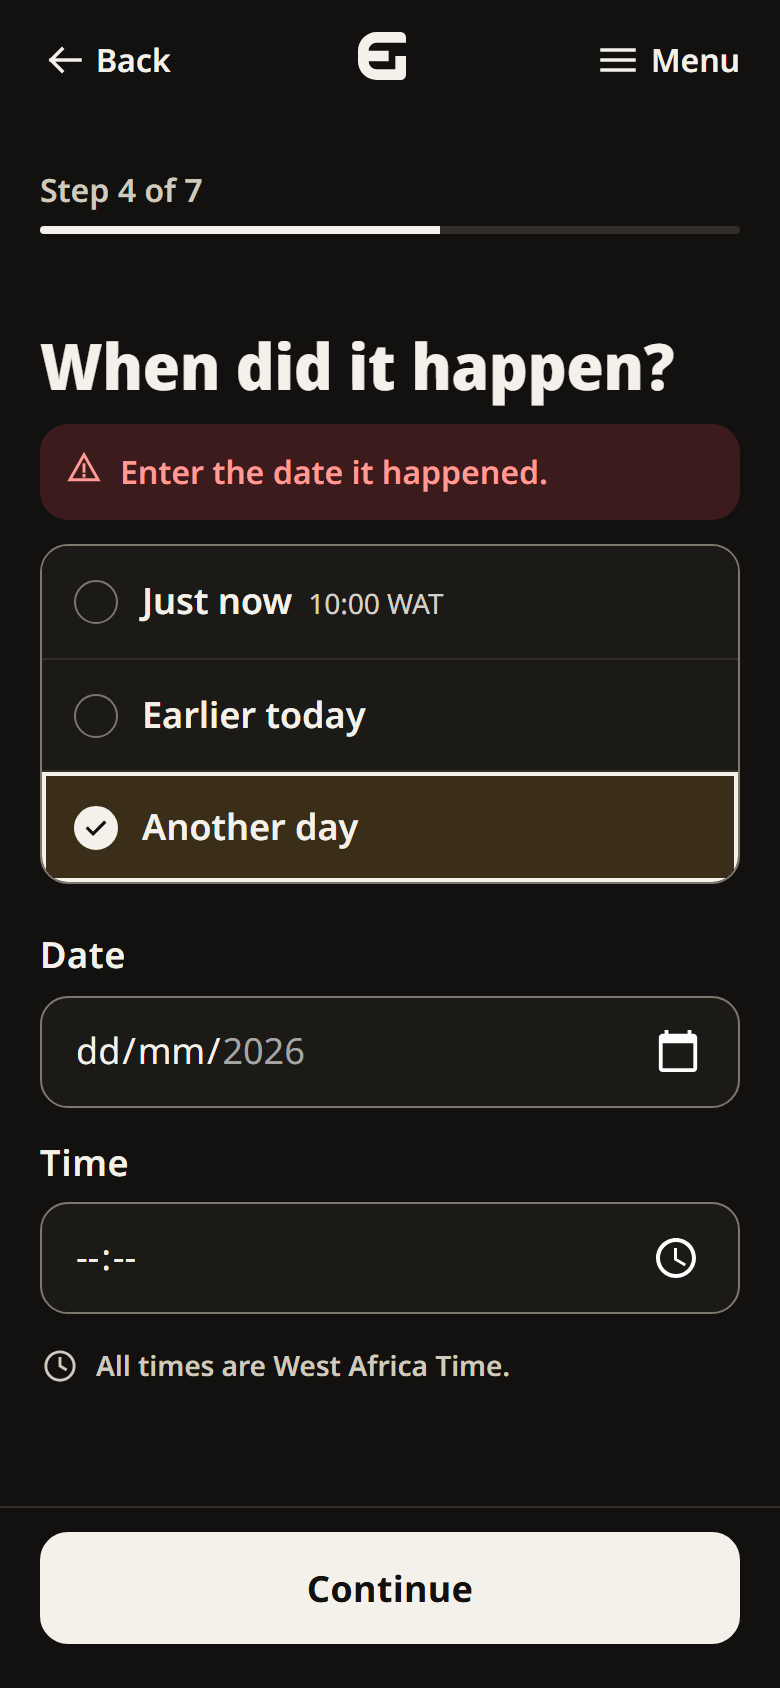 Back
Menu
Step 4 of 7
When did it happen?
Enter the date it happened.
Just now 10:00 WAT
Earlier today
Another day
Date
dd/mm/2026
Time
--:--
All times are West Africa Time.
Continue